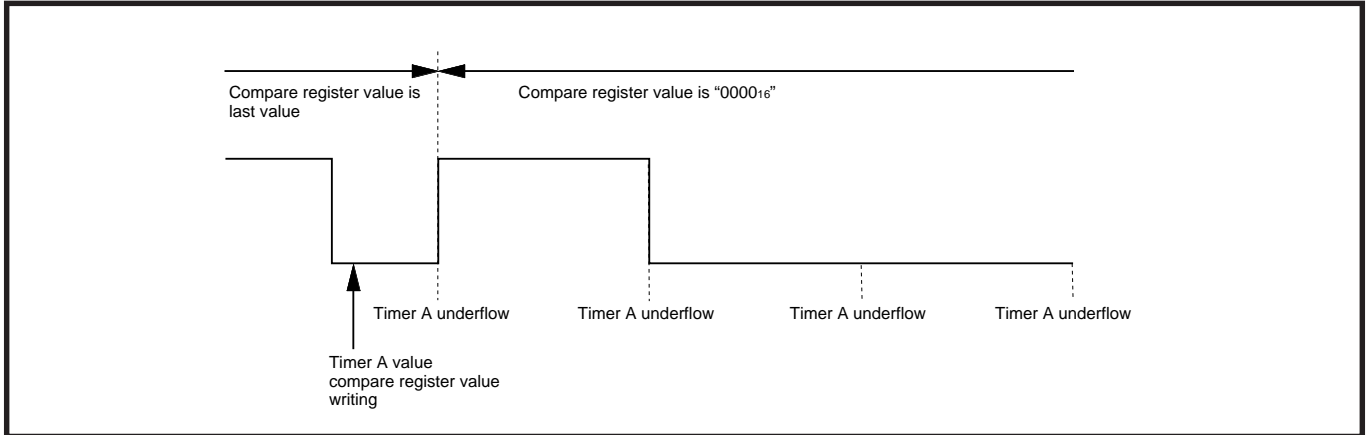 Compare register value is
last value
Compare register value is “0000₁₆”
Timer A underflow
Timer A underflow
Timer A underflow
Timer A underflow
Timer A value
compare register value
writing